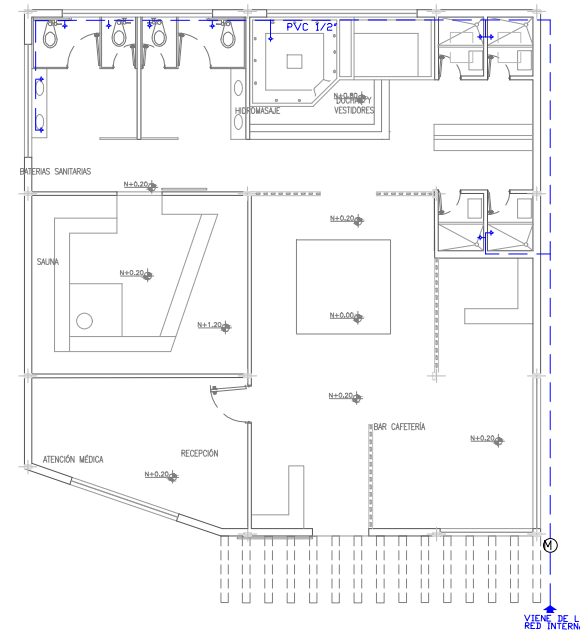 PVC 1/2"
N+0.80
HIDROMASAJE
DUCHAS Y
VESTIDORES
BATERIAS SANITARIAS
N+0.20
N+0.20
SAUNA
N+0.20
N+1.20
N+0.00
N+0.20
BAR CAFETERÍA
N+0.20
RECEPCIÓN
ATENCIÓN MÉDICA
N+0.20
M
VIENE DE L
RED INTERN